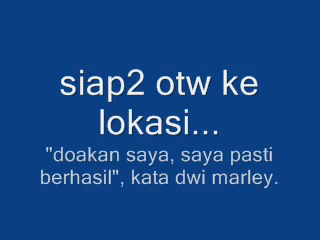 siap2 otw ke
lokasi...
"doakan saya, saya pasti
berhasil", kata dwi marley.